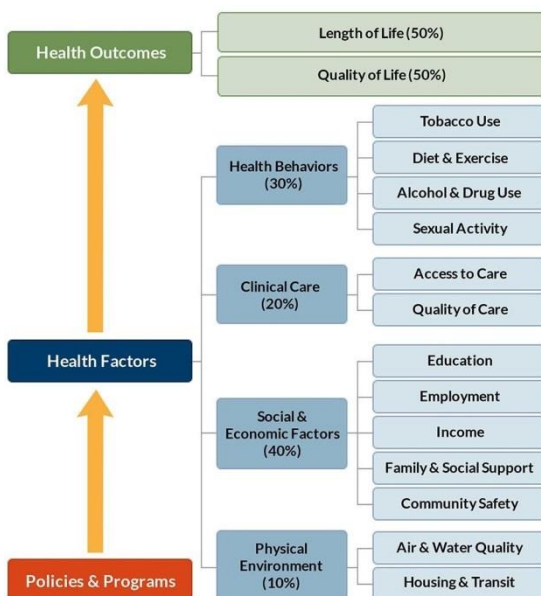 Health Outcomes
Length of Life (50%)
Quality of Life (50%)
Health Factors
Health Behaviors
(30%)
Tobacco Use
Diet & Exercise
Alcohol & Drug Use
Sexual Activity
Clinical Care
(20%)
Access to Care
Quality of Care
Social &
Economic Factors
(40%)
Education
Employment
Income
Family & Social Support
Community Safety
Physical
Environment
(10%)
Air & Water Quality
Housing & Transit
Policies & Programs